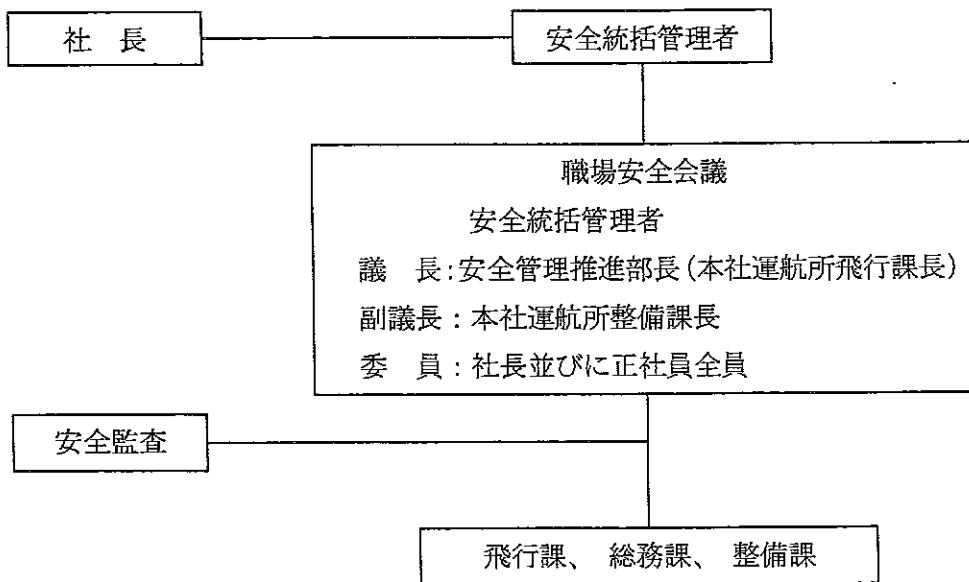 社 長
安全統括管理者
職場安全会議
安全統括管理者
議 長:安全管理推進部長(本社運航所飛行課長)
副議長:本社運航所整備課長
委 員:社長並びに正社員全員
安全監査
飛行課、 総務課、 整備課